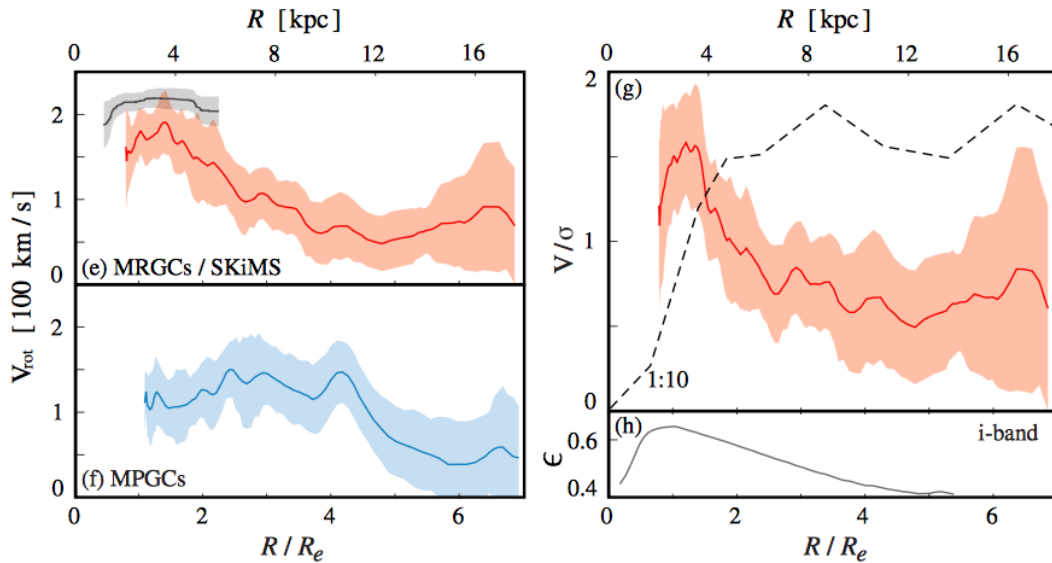 R [kpc]
0 4 8 12 16
V_rot [100 km / s]
2
1
0
(e) MRGCs / SKiMS
2
1
0
(f) MPGCs
0 2 4 6
R / R_e
R [kpc]
0 4 8 12 16
V/σ
2
1
0
(g)
1:10
ϵ
0.6
0.4
(h)
i-band
0 2 4 6
R / R_e